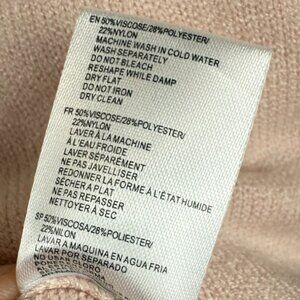 EN 50%VISCOSE/28%POLYESTER/
22%NYLON
MACHINE WASH IN COLD WATER
WASH SEPARATELY
DO NOT BLEACH
RESHAPE WHILE DAMP
DRY FLAT
DO NOT IRON
DRY CLEAN
FR 50%VISCOSE/28%POLYESTER/
22%NYLON
LAVER À LA MACHINE
À L'EAU FROIDE
LAVER SÉPARÉMENT
NE PAS JAVELLISER
REDONNER LA FORME À L'ÉTAT HUMIDE
SÉCHER À PLAT
NE PAS REPASSER
NETTOYER À SEC
SP 50%VISCOSA/28%POLIESTER/
22%NILON
LAVAR A MAQUINA EN AGUA FRIA
LAVAR POR SEPARADO
NO USAR CLORO